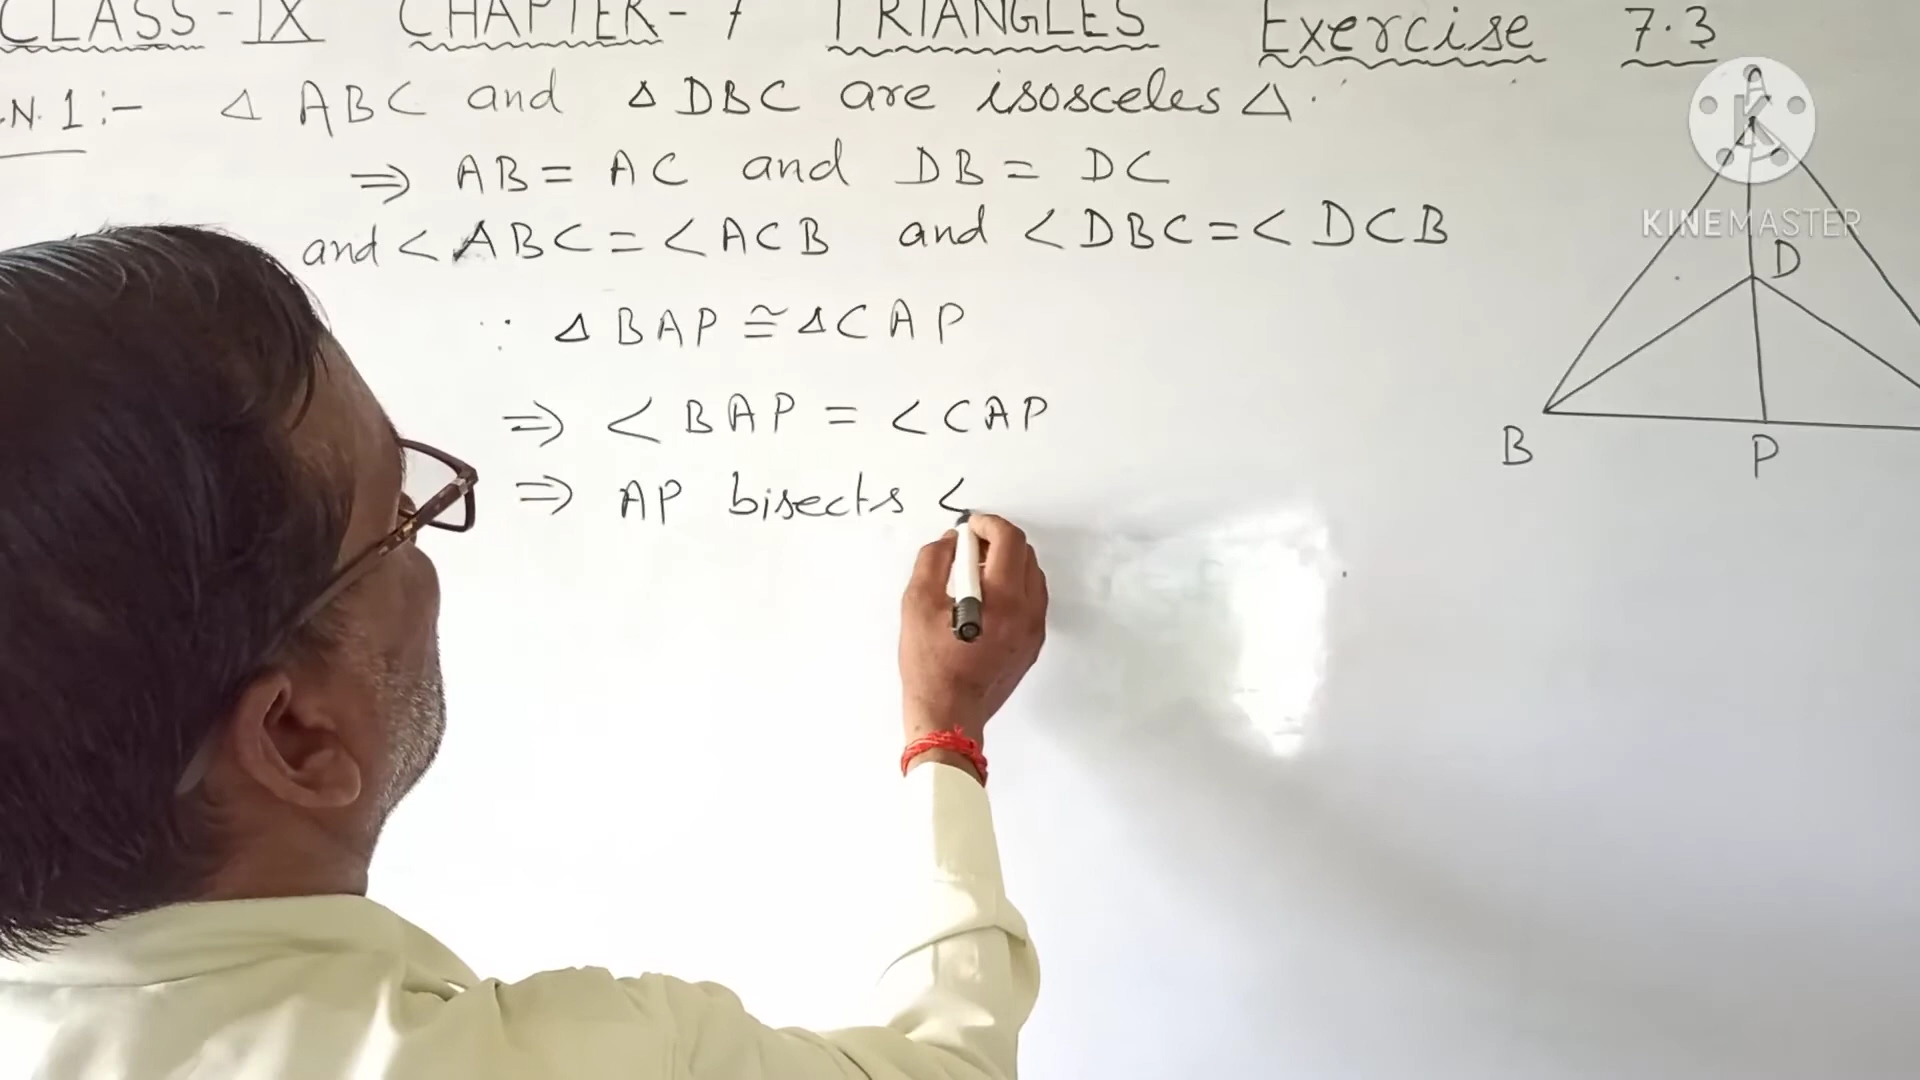 CLASS-IX CHAPTER-7 TRIANGLES Exercise 7.3
.N.1:- Δ ABC and Δ DBC are isosceles Δ.
⇒ AB = AC and DB = DC
and < ABC = < ACB and < DBC = < DCB
∵ Δ BAP ≅ Δ CAP
⇒ < BAP = < CAP
⇒ AP bisects <
A
K
KINEMASTER
D
B
P